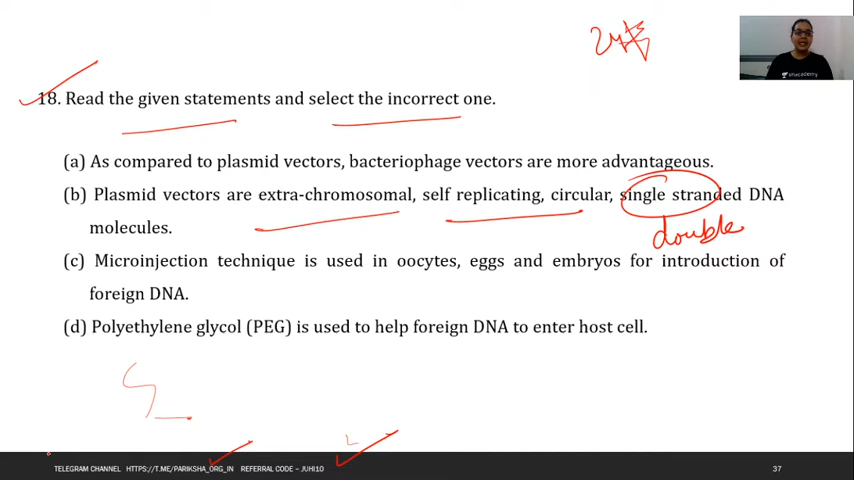 18. Read the given statements and select the incorrect one.
(a) As compared to plasmid vectors, bacteriophage vectors are more advantageous.
(b) Plasmid vectors are extra-chromosomal, self replicating, circular, single stranded DNA
molecules.
double
(c) Microinjection technique is used in oocytes, eggs and embryos for introduction of
foreign DNA.
(d) Polyethylene glycol (PEG) is used to help foreign DNA to enter host cell.
TELEGRAM CHANNEL HTTPS://T.ME/PARIKSHA_ORG_IN REFERRAL CODE – JUHI10
37